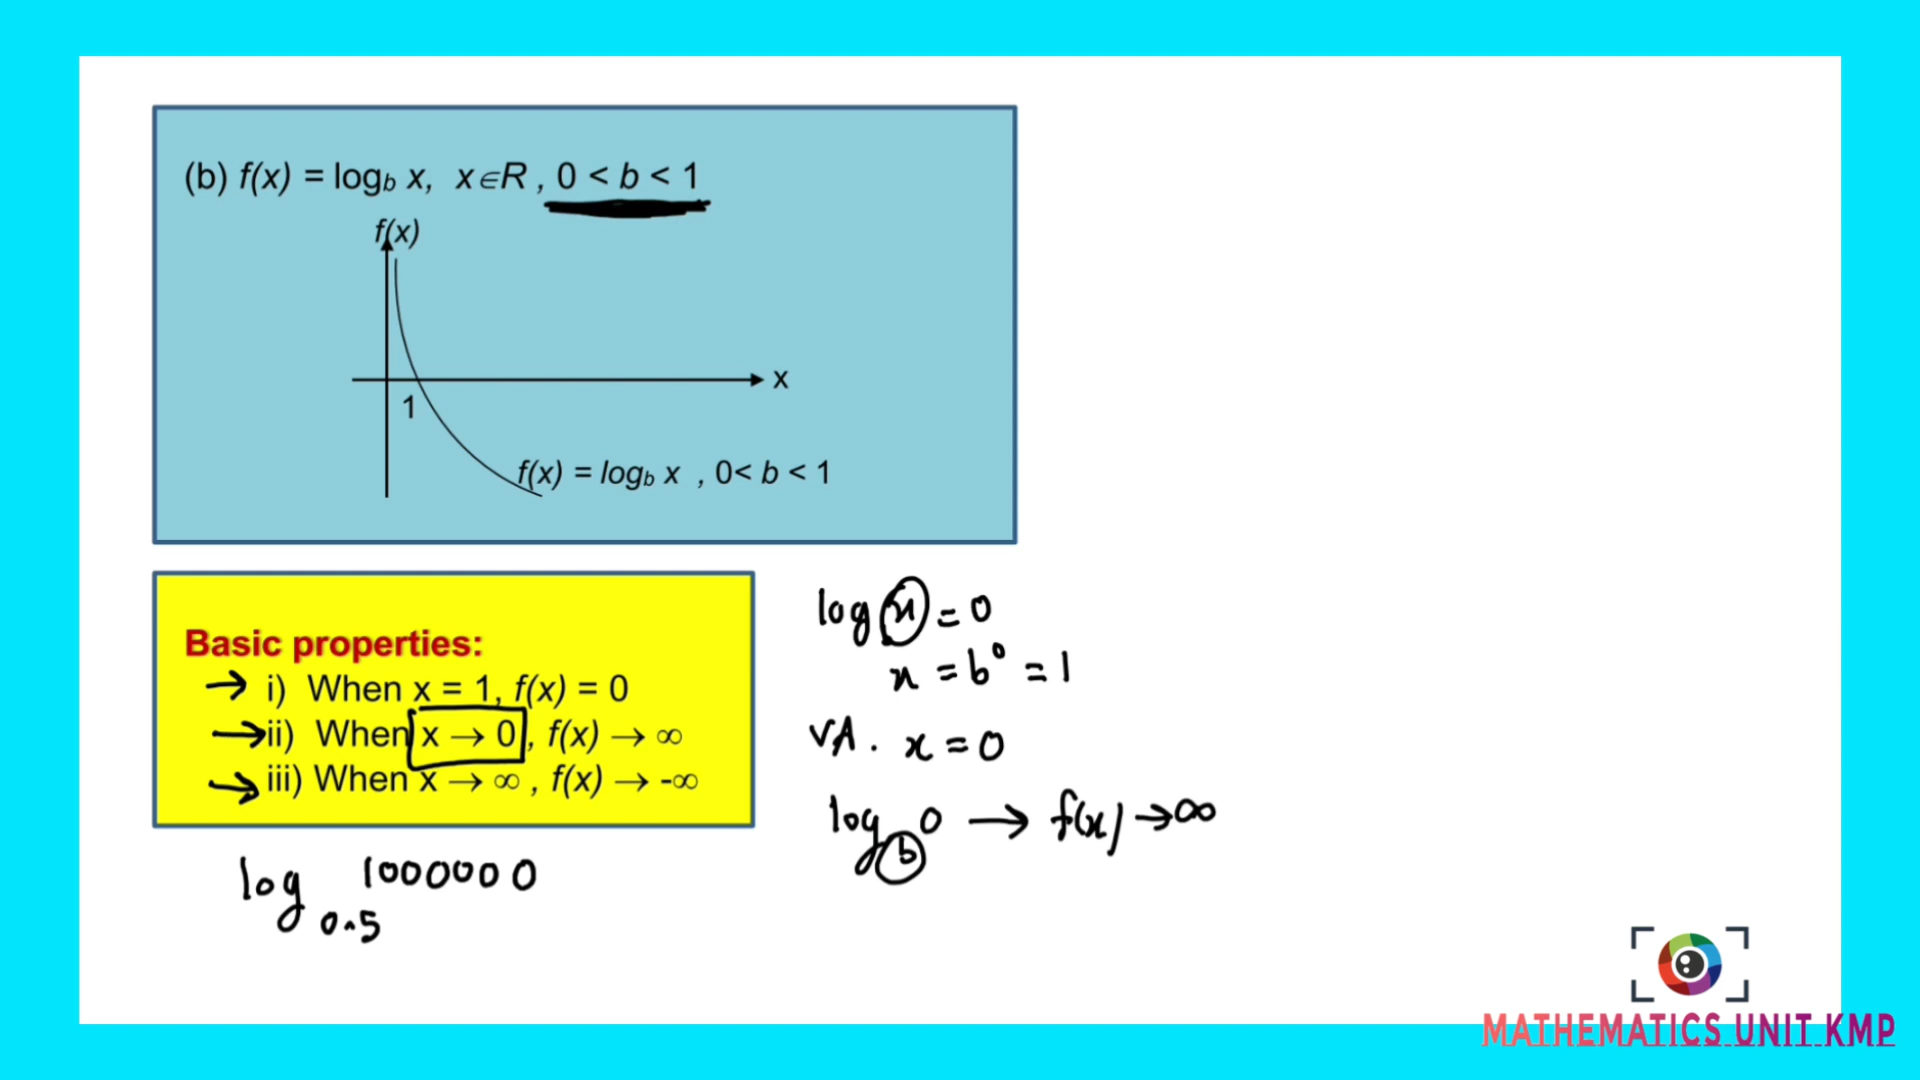 (b) f(x) = logb x, x∈R , 0 < b < 1
f(x)
x
1
f(x) = logb x , 0< b < 1
Basic properties:
→ i) When x = 1, f(x) = 0
→ ii) When x → 0 , f(x) → ∞
→ iii) When x → ∞ , f(x) → -∞
log x = 0
x = b⁰ = 1
VA. x = 0
log b 0 → f(x) → ∞
log 0.5 1000000
MATHEMATICS UNIT KMP